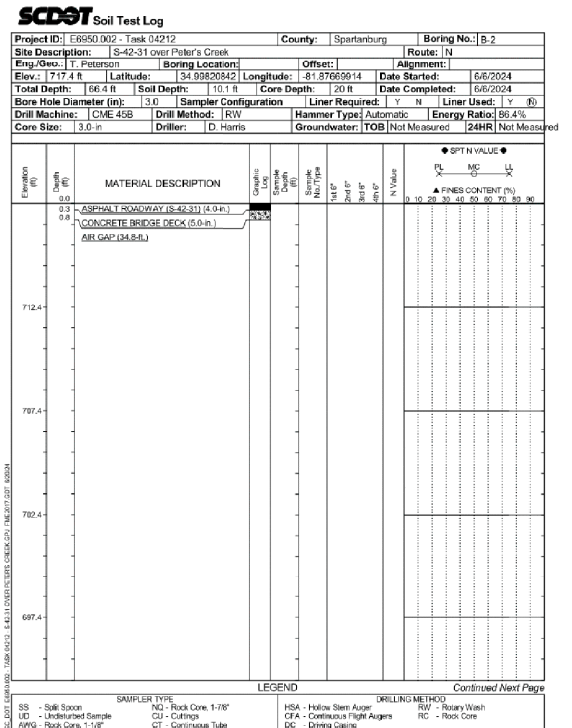 SCDOT Soil Test Log
Project ID: E6950.002 - Task 04212 County: Spartanburg Boring No.: B-2
Site Description: S-42-31 over Peter's Creek Route: N
Eng./Geo.: T. Peterson Boring Location: Offset: Alignment:
Elev.: 717.4 ft Latitude: 34.99820842 Longitude: -81.87669914 Date Started: 6/6/2024
Total Depth: 66.4 ft Soil Depth: 10.1 ft Core Depth: 20 ft Date Completed: 6/6/2024
Bore Hole Diameter (in): 3.0 Sampler Configuration Liner Required: Y N Liner Used: Y N
Drill Machine: CME 45B Drill Method: RW Hammer Type: Automatic Energy Ratio: 86.4%
Core Size: 3.0-in Driller: D. Harris Groundwater: TOB Not Measured 24HR Not Measured
Elevation (ft)
Depth (ft)
MATERIAL DESCRIPTION
Graphic Log
Sample Depth (ft)
Sample No./Type
1st 6"
2nd 6"
3rd 6"
4th 6"
N Value
● SPT N VALUE ●
PL MC LL
▲ FINES CONTENT (%)
0 10 20 30 40 50 60 70 80 90
0.0
0.3 ASPHALT ROADWAY (S-42-31) (4.0-in.)
0.8 CONCRETE BRIDGE DECK (5.0-in.)
AIR GAP (34.8-ft.)
712.4
707.4
702.4
697.4
LEGEND
Continued Next Page
SAMPLER TYPE
DRILLING METHOD
SS - Split Spoon NQ - Rock Core, 1-7/8" HSA - Hollow Stem Auger RW - Rotary Wash
UD - Undisturbed Sample CU - Cuttings CFA - Continuous Flight Augers RC - Rock Core
AWG - Rock Core, 1-1/8" CT - Continuous Tube DC - Driving Casing